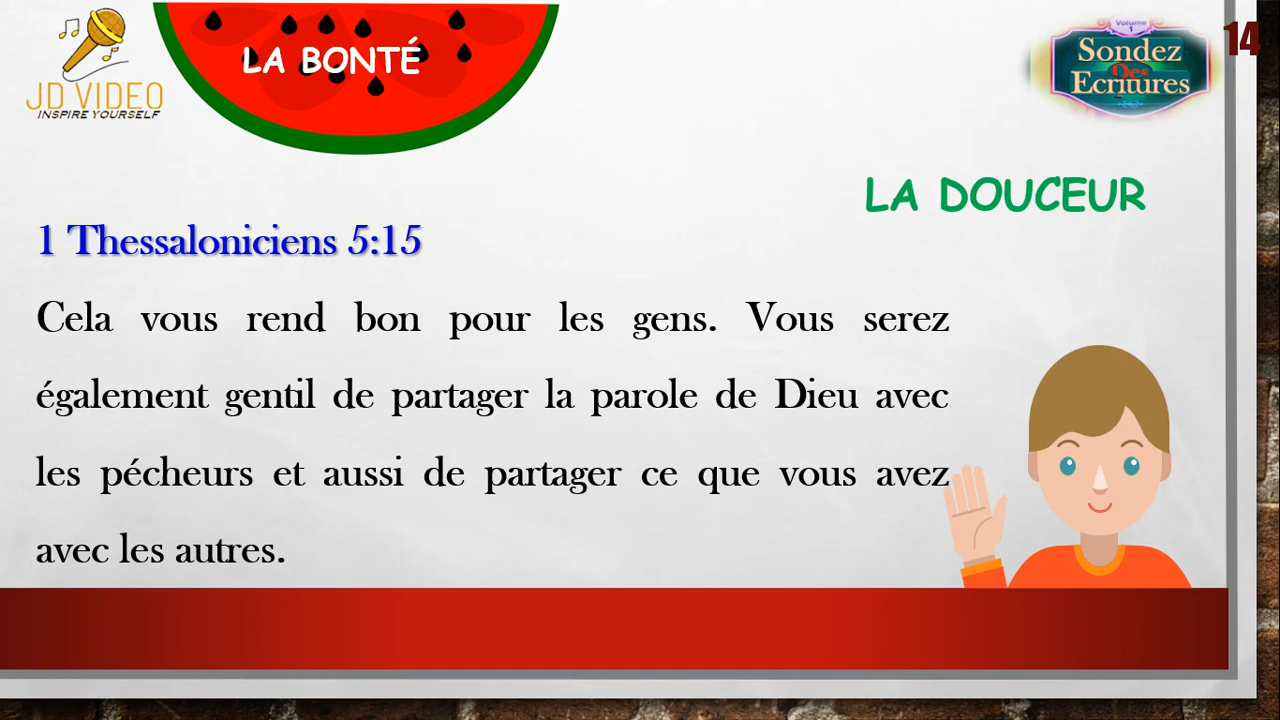 JD VIDEO
INSPIRE YOURSELF
LA BONTÉ
Volume
1
Sondez
Des
Ecritures
14
LA DOUCEUR
1 Thessaloniciens 5:15
Cela vous rend bon pour les gens. Vous serez
également gentil de partager la parole de Dieu avec
les pécheurs et aussi de partager ce que vous avez
avec les autres.